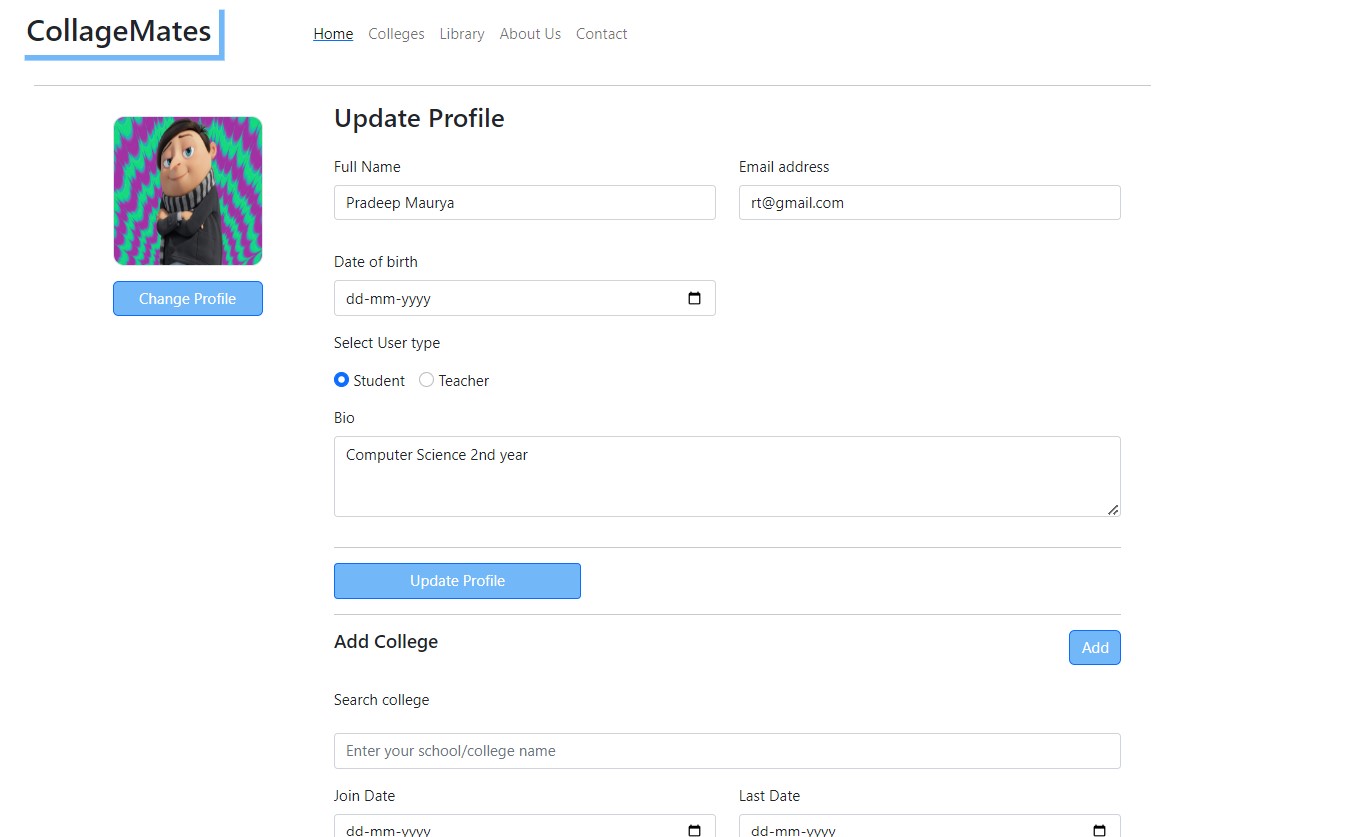 CollageMates
Home Colleges Library About Us Contact
Update Profile
Full Name Email address
Pradeep Maurya rt@gmail.com
Date of birth
dd-mm-yyyy
Change Profile
Select User type
Student Teacher
Bio
Computer Science 2nd year
Update Profile
Add College Add
Search college
Enter your school/college name
Join Date Last Date
dd-mm-yyyy dd-mm-yyyy